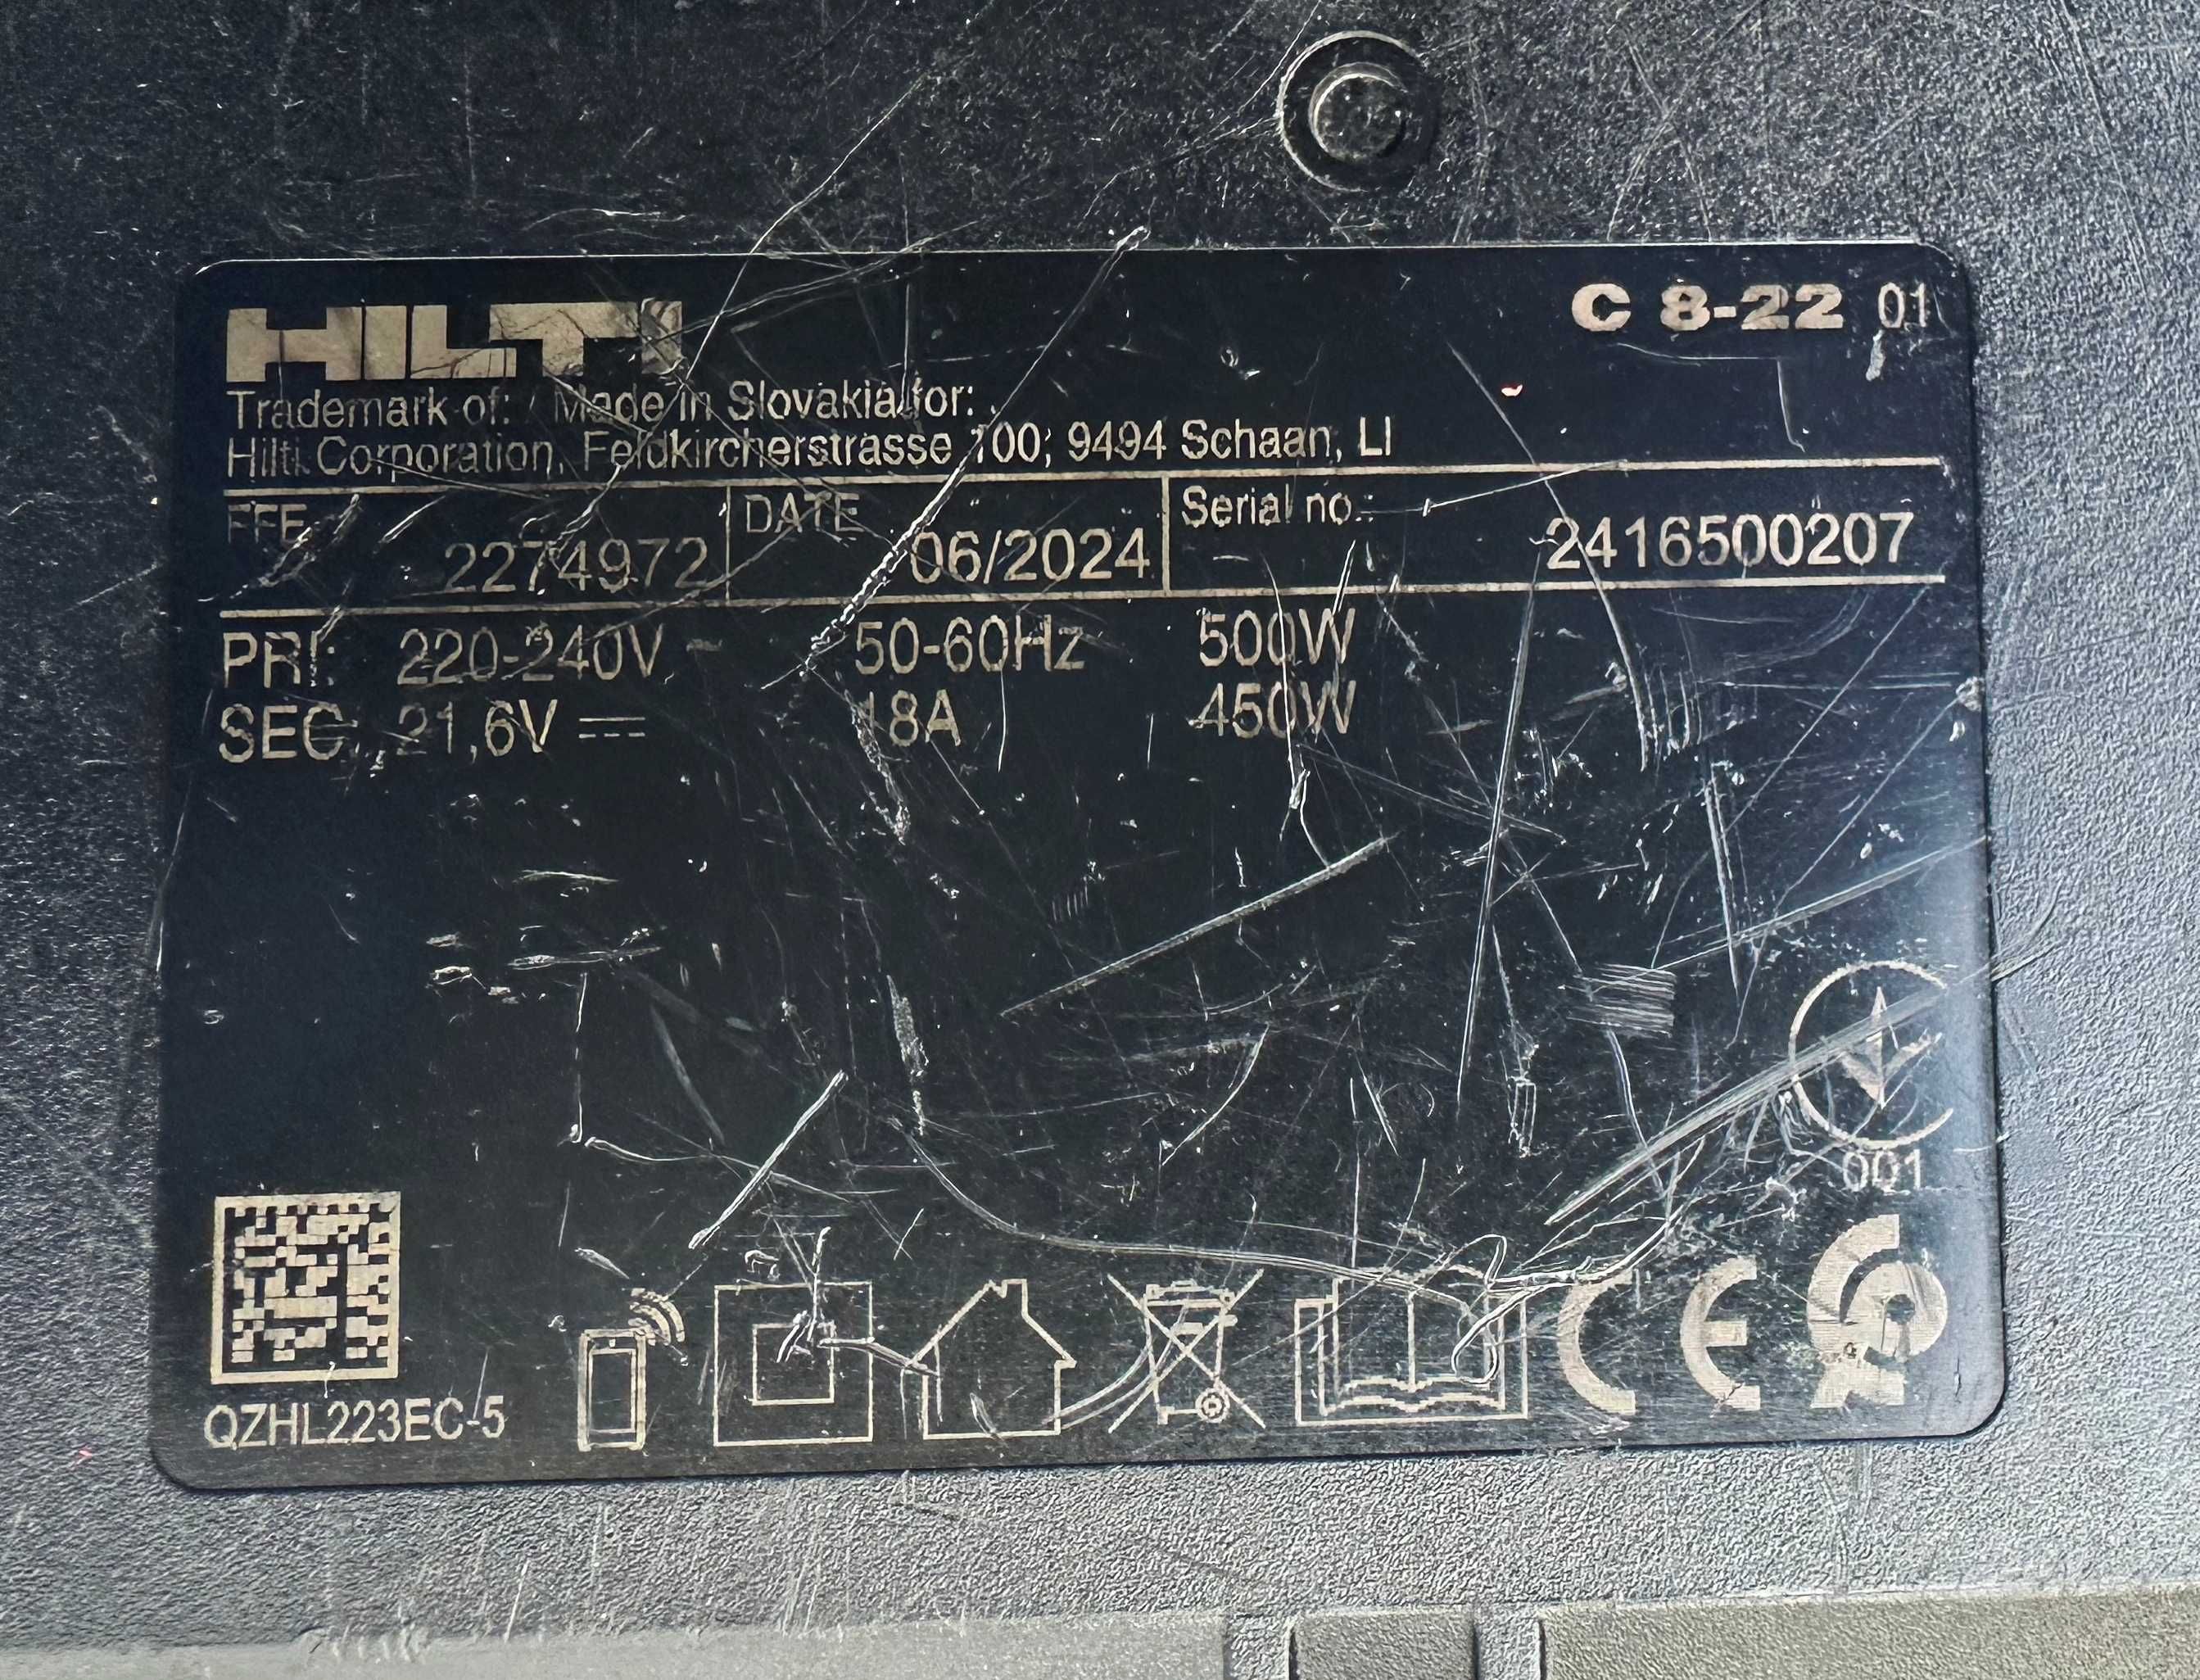 HILTI
C 8-22 01
Trademark of: Made in Slovakia for:
Hilti Corporation, Feldkircherstrasse 100, 9494 Schaan, LI
DATE Serial no.:
2274972 06/2024 2416500207
PRI: 220-240V ~ 50-60Hz 500W
SEC: 21,6V ⎓ 18A 450W
001
CE
QZHL223EC-5